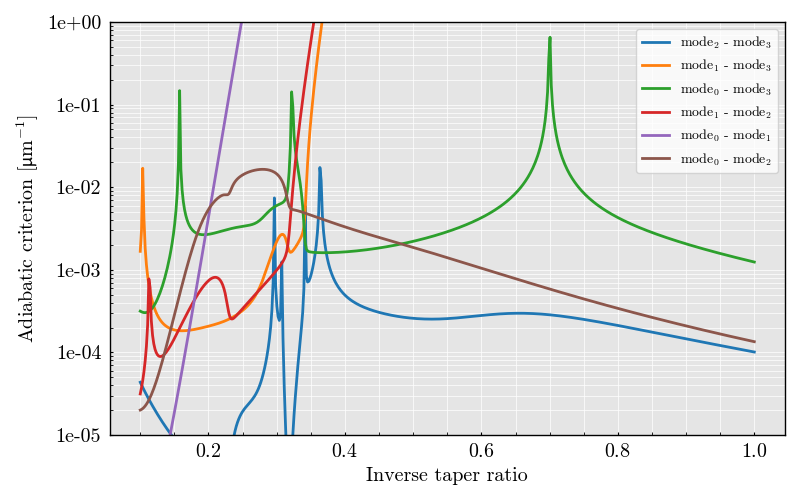 1e+00
1e-01
1e-02
1e-03
1e-04
1e-05
Adiabatic criterion [µm⁻¹]
0.2 0.4 0.6 0.8 1.0
Inverse taper ratio
mode₂ - mode₃
mode₁ - mode₃
mode₀ - mode₃
mode₁ - mode₂
mode₀ - mode₁
mode₀ - mode₂